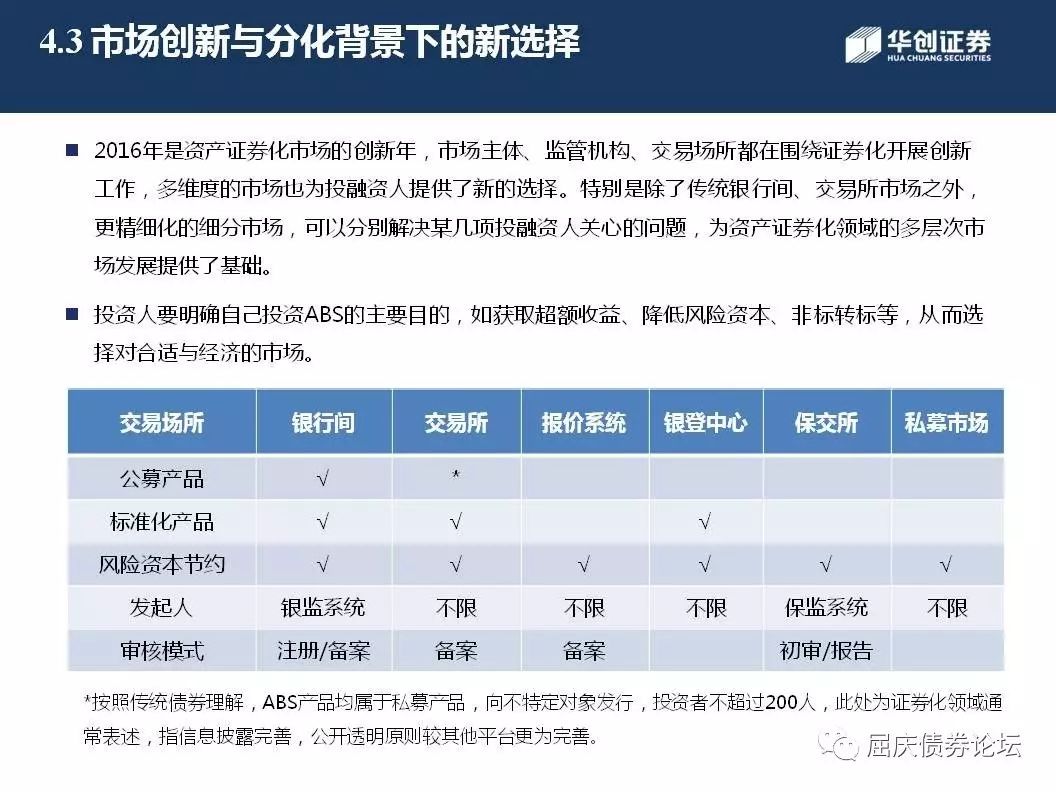 4.3 市场创新与分化背景下的新选择
华创证券
HUA CHUANG SECURITIES
■ 2016年是资产证券化市场的创新年，市场主体、监管机构、交易场所都在围绕证券化开展创新
工作，多维度的市场也为投融资人提供了新的选择。特别是除了传统银行间、交易所市场之外，
更精细化的细分市场，可以分别解决某几项投融资人关心的问题，为资产证券化领域的多层次市
场发展提供了基础。
■ 投资人要明确自己投资ABS的主要目的，如获取超额收益、降低风险资本、非标转标等，从而选
择对合适与经济的市场。
交易场所 银行间 交易所 报价系统 银登中心 保交所 私募市场
公募产品 √ *
标准化产品 √ √ √
风险资本节约 √ √ √ √ √ √
发起人 银监系统 不限 不限 不限 保监系统 不限
审核模式 注册/备案 备案 备案 初审/报告
*按照传统债券理解，ABS产品均属于私募产品，向不特定对象发行，投资者不超过200人，此处为证券化领域通
常表述，指信息披露完善，公开透明原则较其他平台更为完善。
屈庆债券论坛